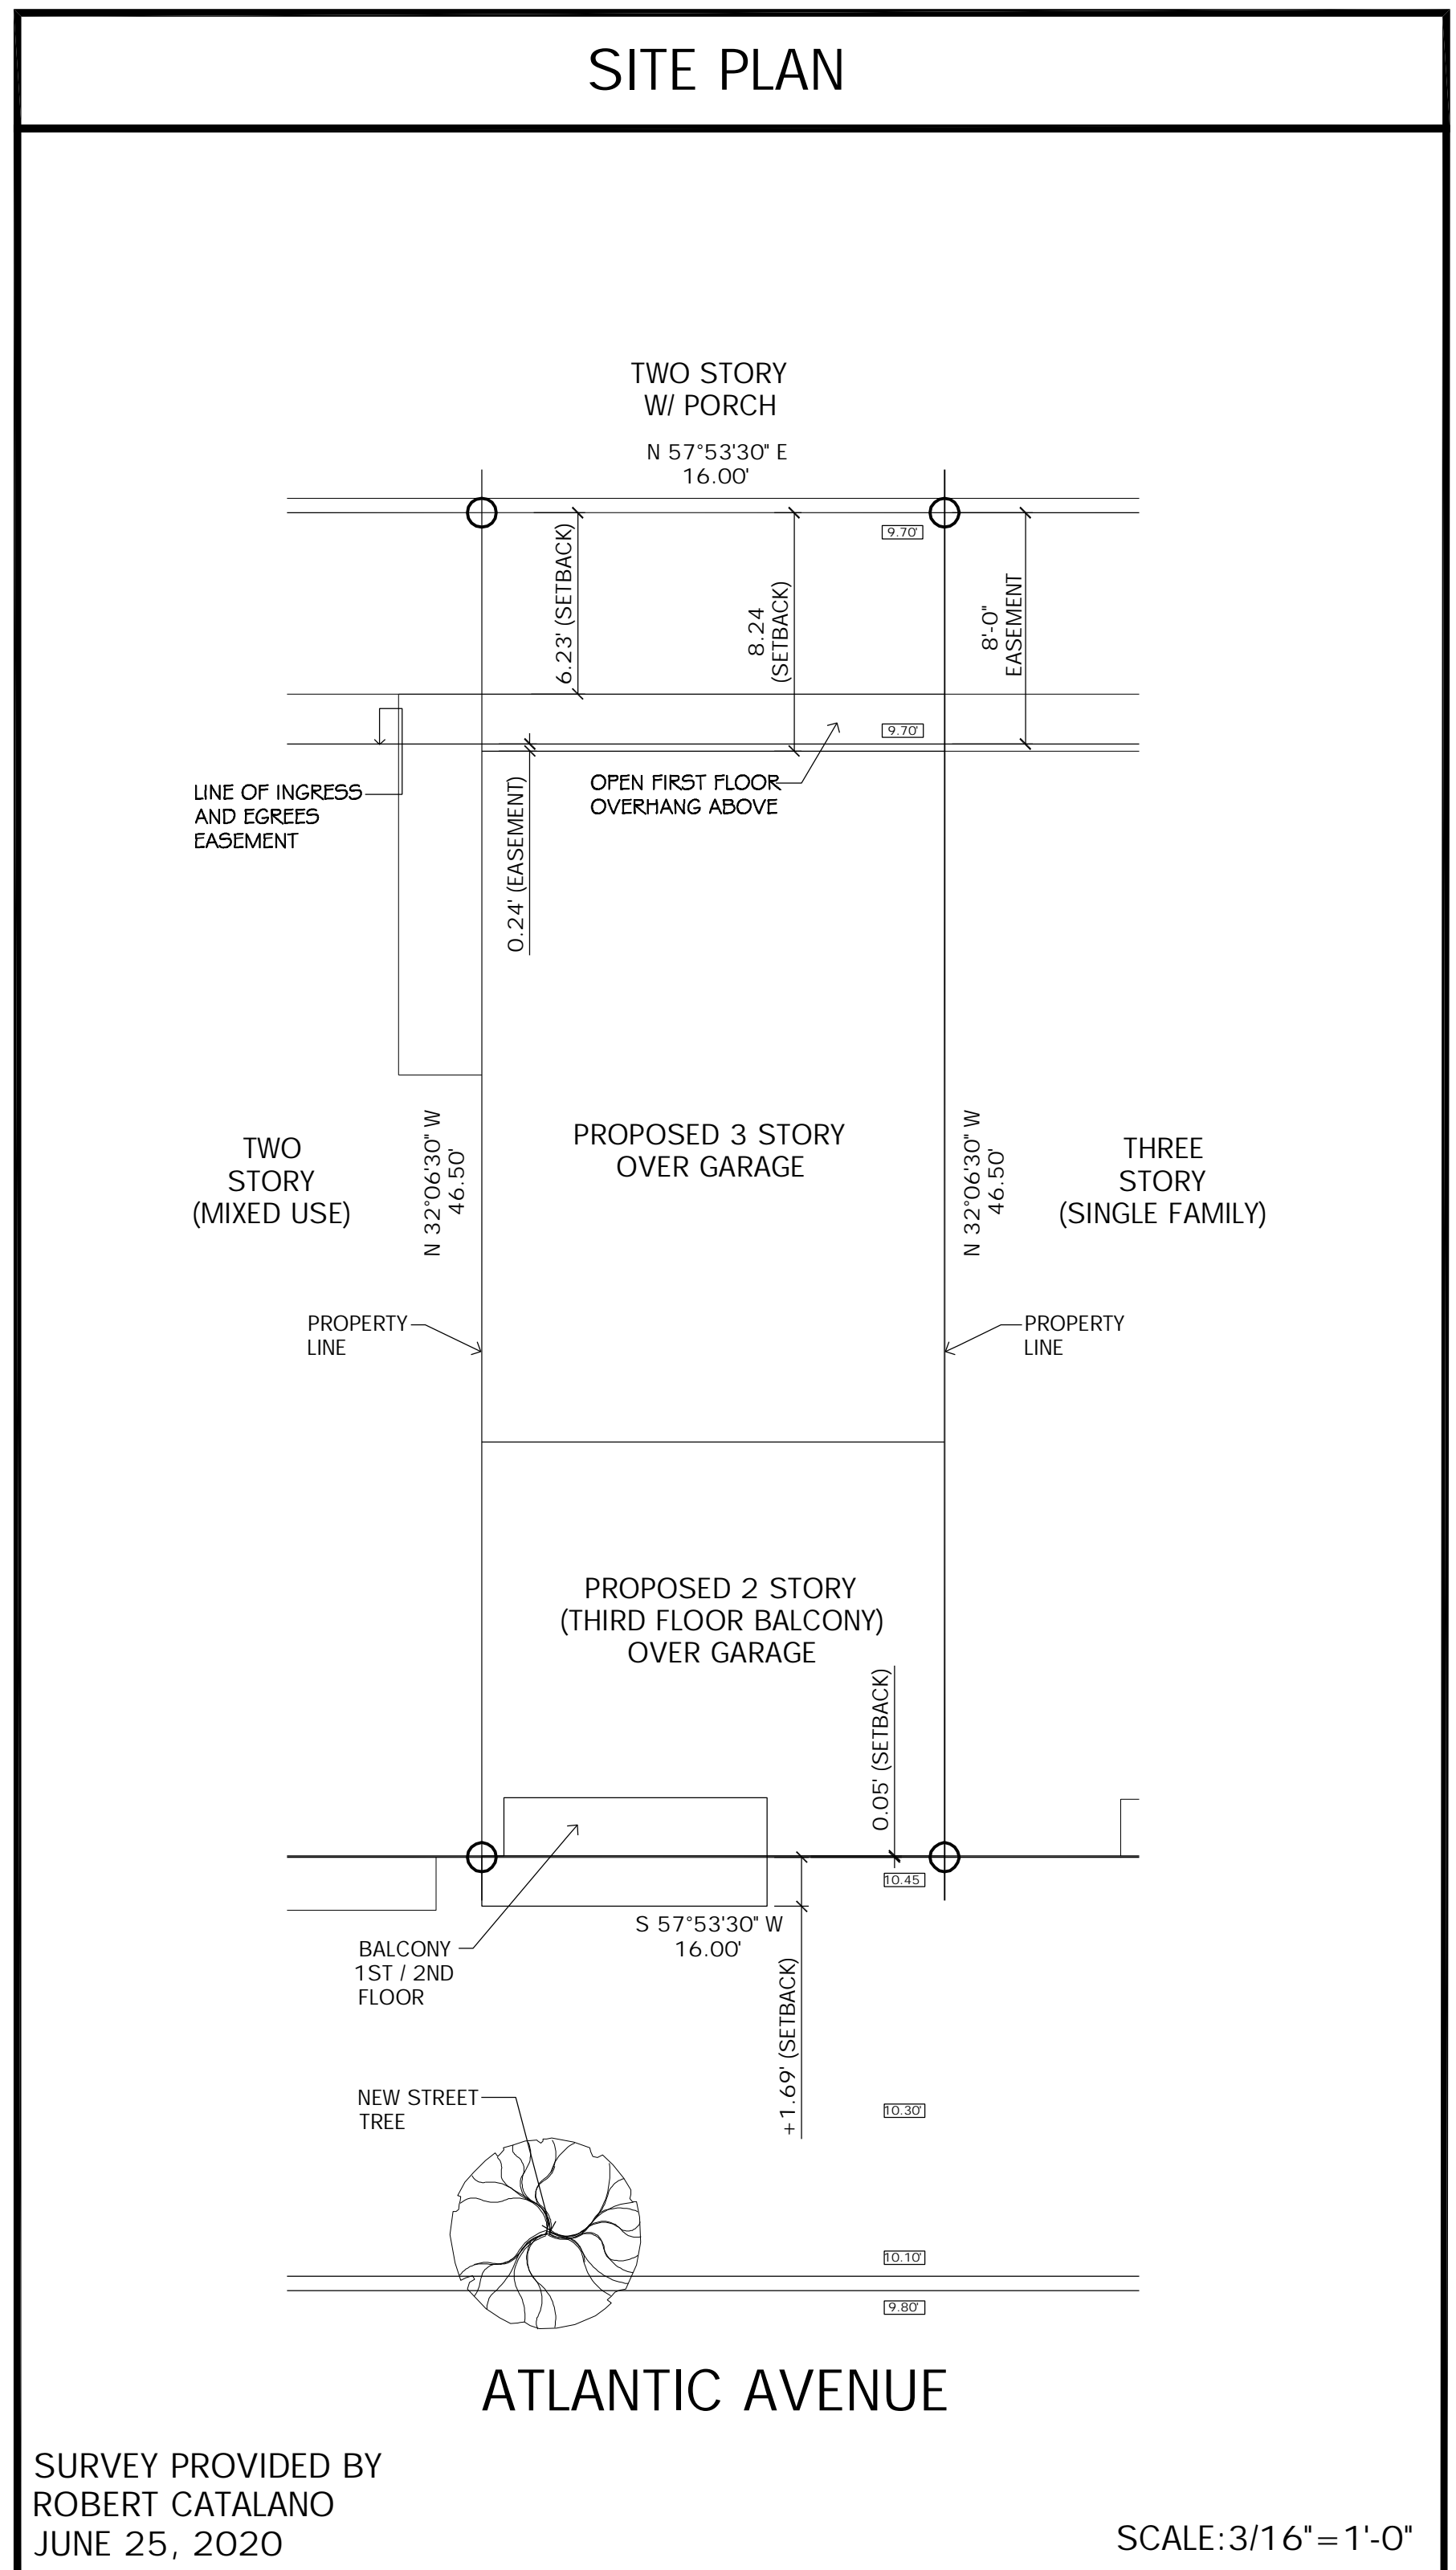 SITE PLAN
TWO STORY
W/ PORCH
N 57°53'30" E
16.00'
9.70'
6.23' (SETBACK)
8.24
(SETBACK)
8'-0"
EASEMENT
9.70'
LINE OF INGRESS
AND EGREES
EASEMENT
OPEN FIRST FLOOR
OVERHANG ABOVE
0.24' (EASEMENT)
TWO
STORY
(MIXED USE)
N 32°06'30" W
46.50'
PROPOSED 3 STORY
OVER GARAGE
N 32°06'30" W
46.50'
THREE
STORY
(SINGLE FAMILY)
PROPERTY
LINE
PROPERTY
LINE
PROPOSED 2 STORY
(THIRD FLOOR BALCONY)
OVER GARAGE
0.05' (SETBACK)
10.45
S 57°53'30" W
16.00'
BALCONY
1ST / 2ND
FLOOR
+1.69' (SETBACK)
NEW STREET
TREE
10.30'
10.10'
9.80'
ATLANTIC AVENUE
SURVEY PROVIDED BY
ROBERT CATALANO
JUNE 25, 2020
SCALE:3/16"=1'-0"